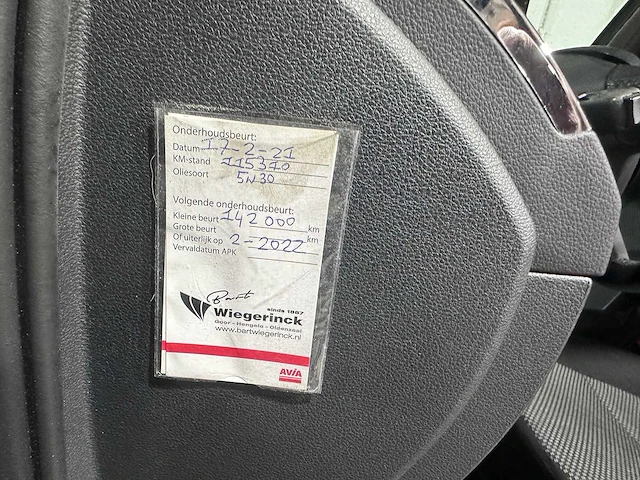 Onderhoudsbeurt:
Datum 17-2-21
KM-stand 115310
Oliesoort 5w30
Volgende onderhoudsbeurt:
Kleine beurt 142000 km
Grote beurt km
Of uiterlijk op 2-2022
Vervaldatum APK
Bart
sinds 1967
Wiegerinck
Goor - Hengelo - Oldenzaal
www.bartwiegerinck.nl
AVIA